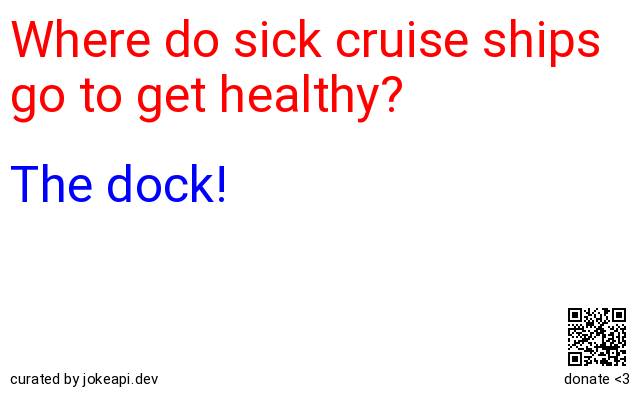 Where do sick cruise ships
go to get healthy?
The dock!
curated by jokeapi.dev
donate <3